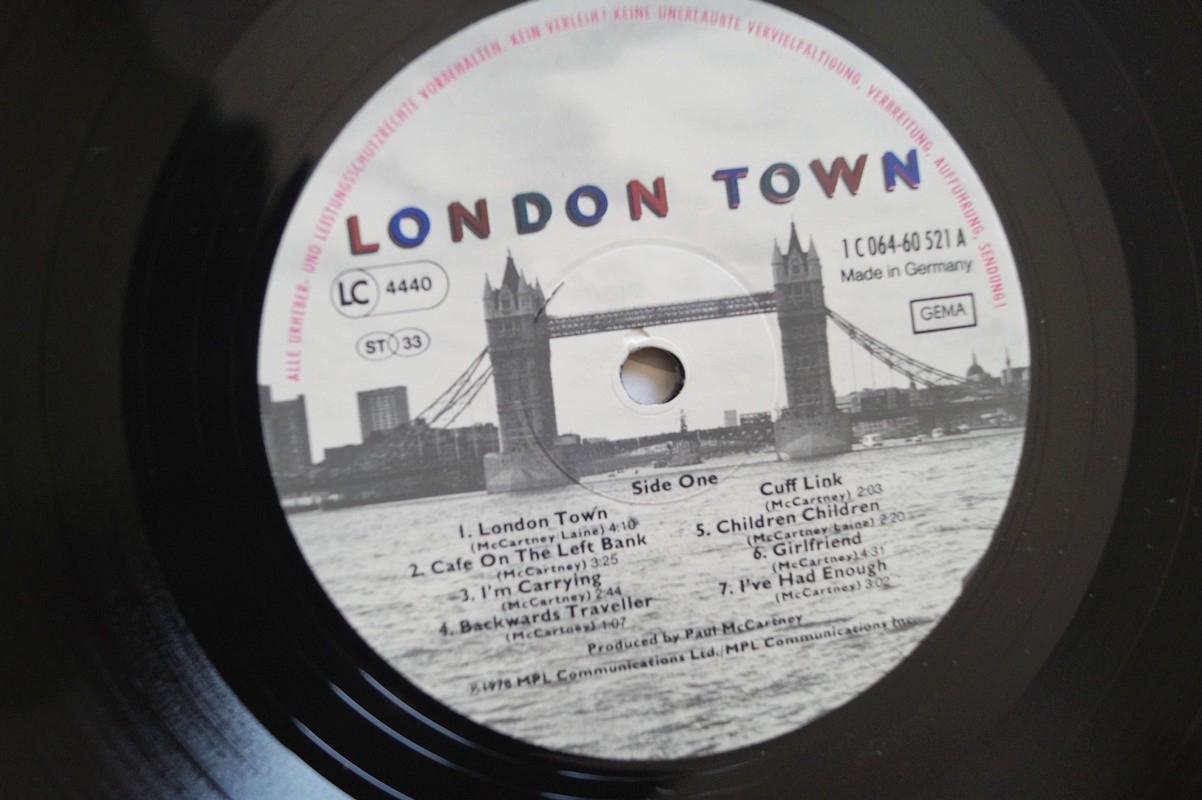 ALLE URHEBER- UND LEISTUNGSSCHUTZRECHTE VORBEHALTEN. KEIN VERLEIH! KEINE UNERLAUBTE VERVIELFÄLTIGUNG, VERBREITUNG, AUFFÜHRUNG, SENDUNG!
LONDON TOWN
LC 4440
ST 33
1 C 064-60 521 A
Made in Germany
GEMA
Side One
1. London Town
(McCartney Laine) 4:10
2. Cafe On The Left Bank
(McCartney) 3:25
3. I'm Carrying
(McCartney) 2:44
4. Backwards Traveller
(McCartney) 1:07
Cuff Link
(McCartney) 2:03
5. Children Children
(McCartney Laine) 2:20
6. Girlfriend
(McCartney) 4:31
7. I've Had Enough
(McCartney) 3:02
Produced by Paul McCartney
℗1978 MPL Communications Ltd./MPL Communications Inc.